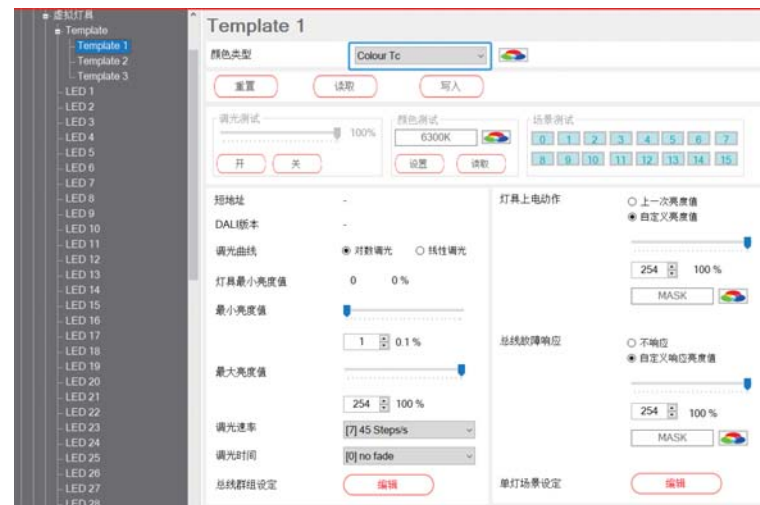 虚拟灯具
Template
Template 1
Template 2
Template 3
LED 1
LED 2
LED 3
LED 4
LED 5
LED 6
LED 7
LED 8
LED 9
LED 10
LED 11
LED 12
LED 13
LED 14
LED 15
LED 16
LED 17
LED 18
LED 19
LED 20
LED 21
LED 22
LED 23
LED 24
LED 25
LED 26
LED 27
LED 28
Template 1
颜色类型 Colour Tc
重置 读取 写入
调光测试 颜色测试 场景测试
100% 6300K 0 1 2 3 4 5 6 7
开 关 设置 读取 8 9 10 11 12 13 14 15
短地址 -
DALI版本 -
调光曲线 对数调光 线性调光
灯具最小亮度值 0 0 %
最小亮度值
1 0.1 %
最大亮度值
254 100 %
调光速率 [7] 45 Steps/s
调光时间 [0] no fade
总线群组设定 编辑
灯具上电动作 上一次亮度值
自定义亮度值
254 100 %
MASK
总线故障响应 不响应
自定义响应亮度值
254 100 %
MASK
单灯场景设定 编辑